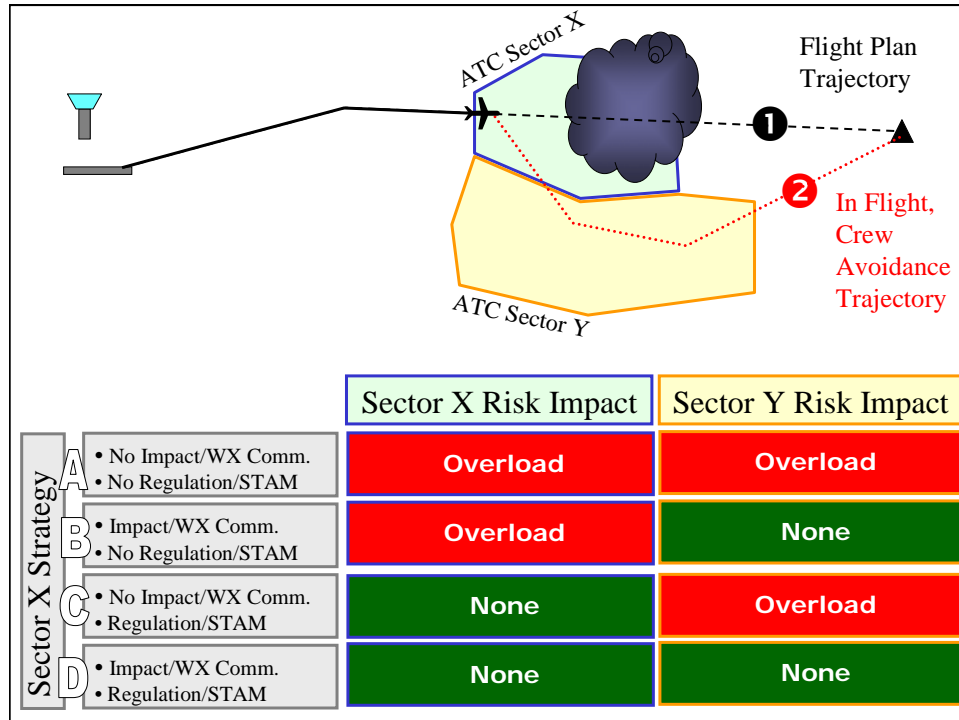 ATC Sector X
Flight Plan
Trajectory
1
2
In Flight,
Crew
Avoidance
Trajectory
ATC Sector Y
Sector X Risk Impact
Sector Y Risk Impact
Sector X Strategy
A
• No Impact/WX Comm.
• No Regulation/STAM
Overload
Overload
B
• Impact/WX Comm.
• No Regulation/STAM
Overload
None
C
• No Impact/WX Comm.
• Regulation/STAM
None
Overload
D
• Impact/WX Comm.
• Regulation/STAM
None
None